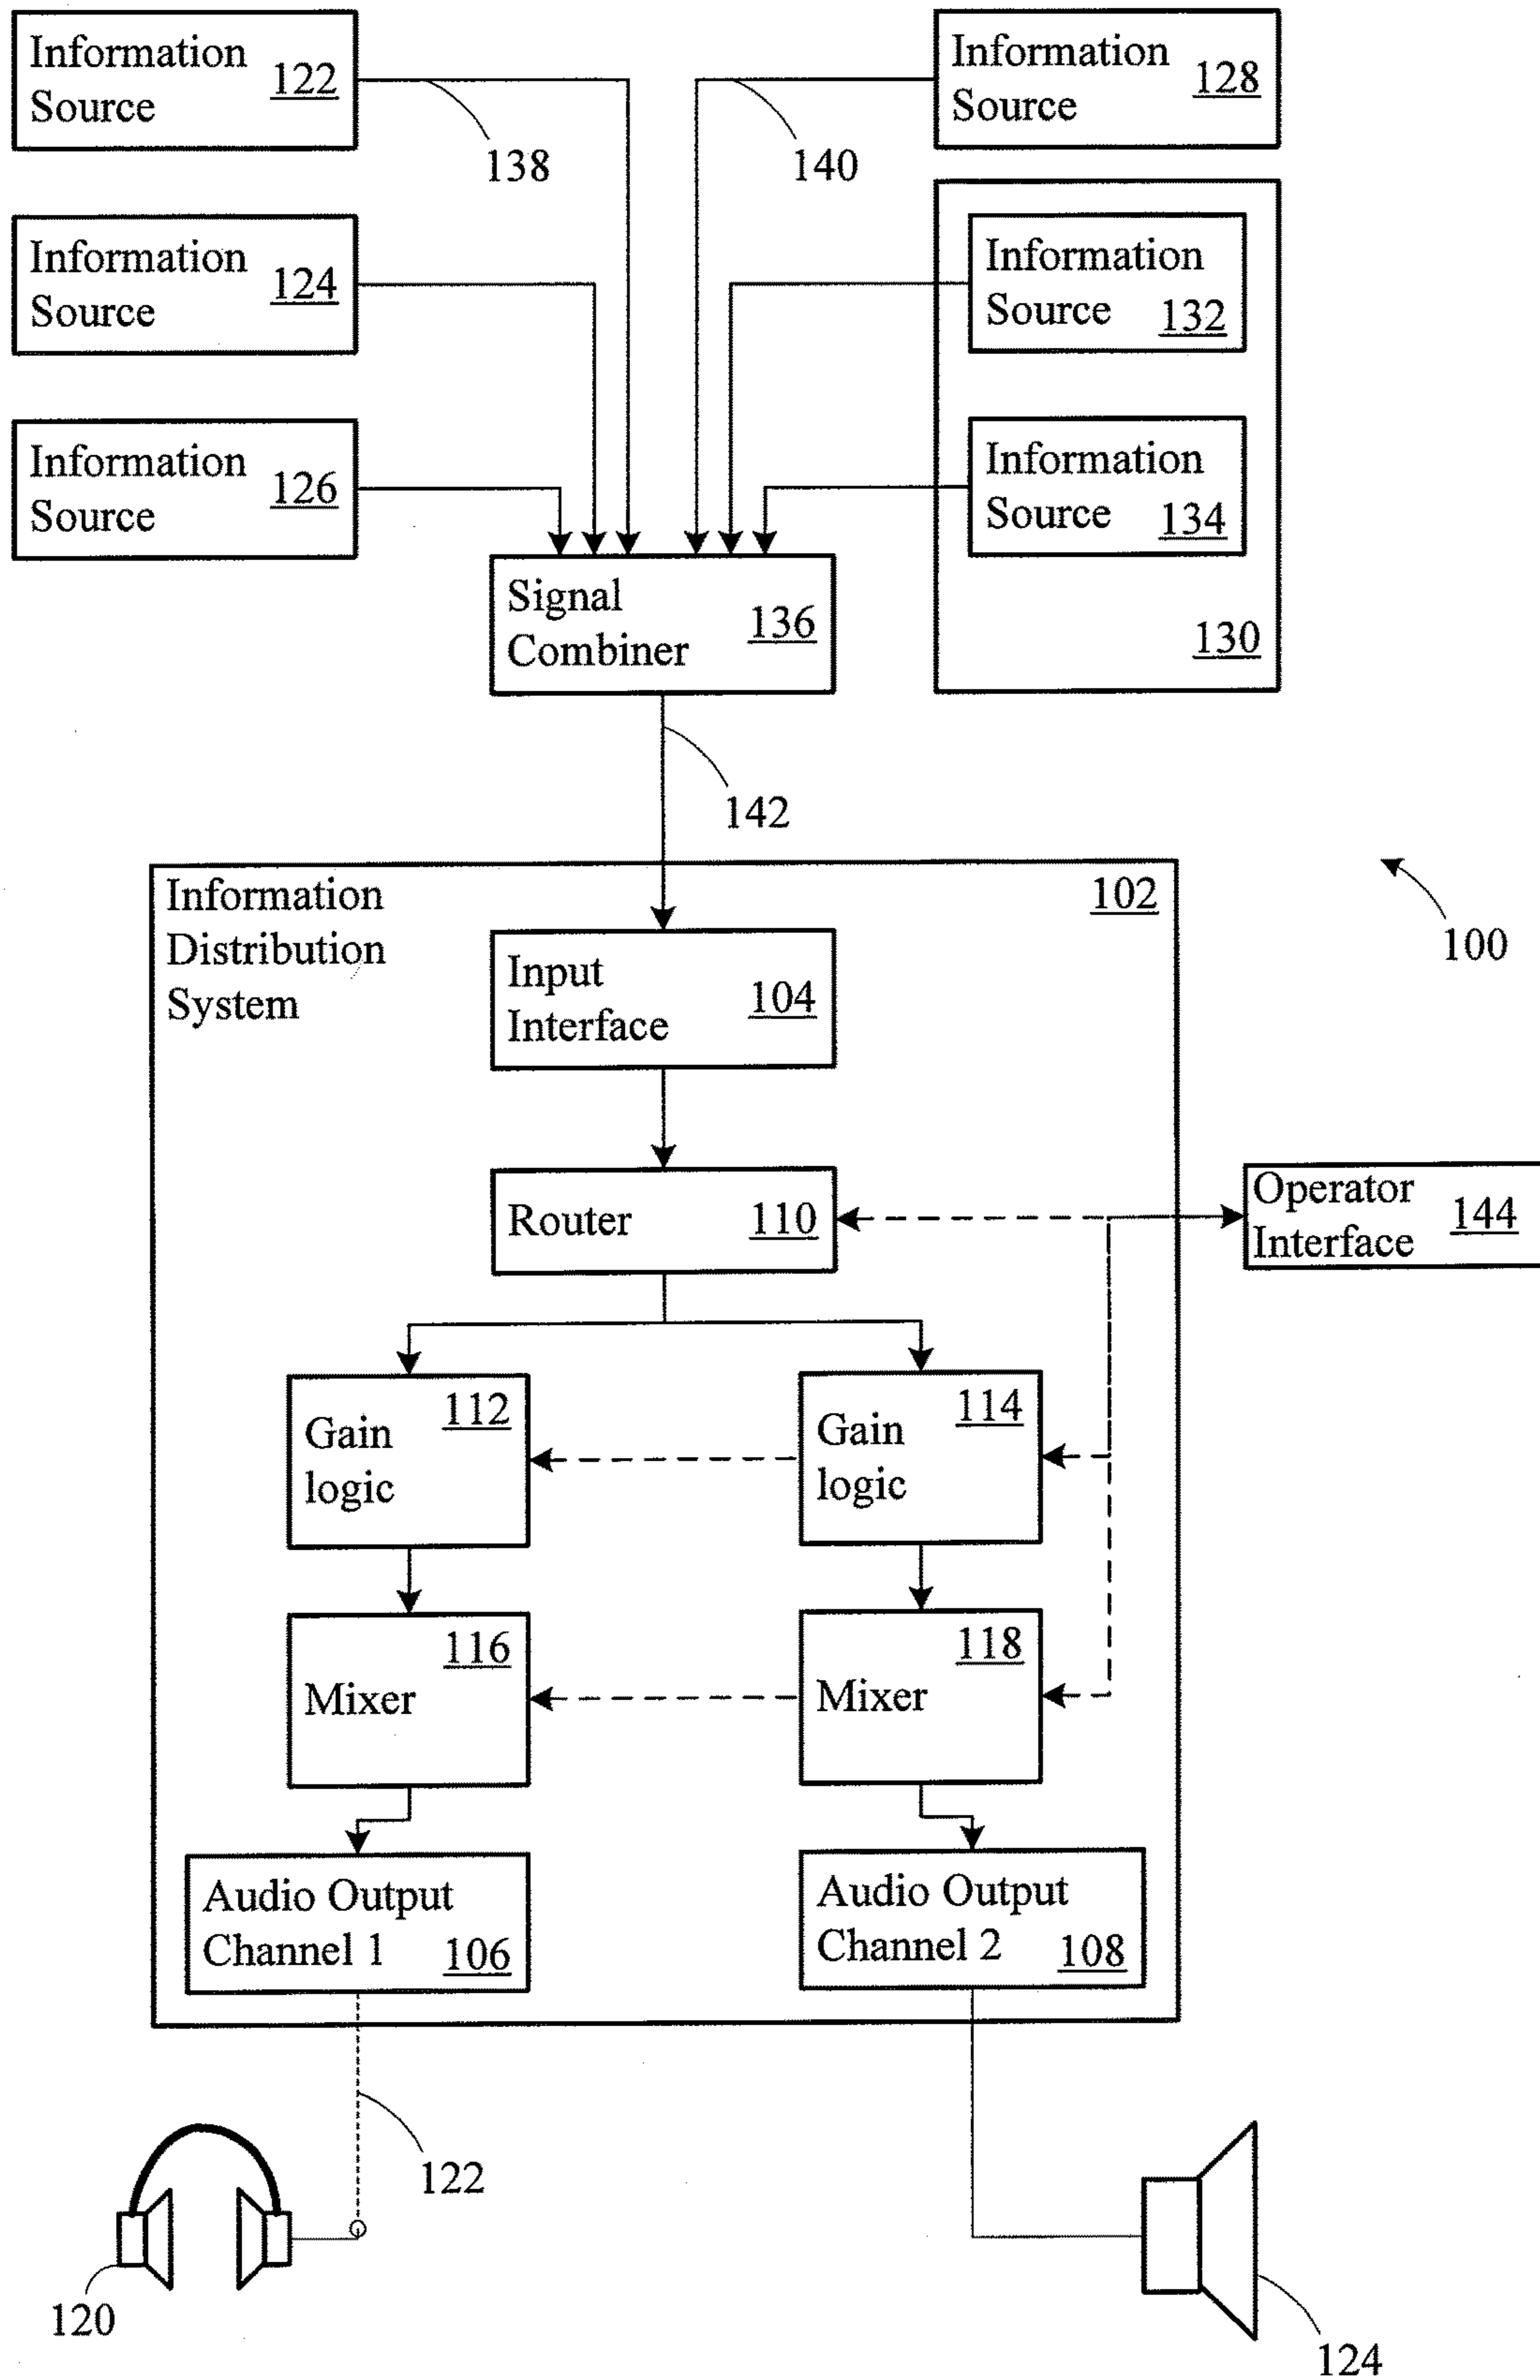 Information
Source
122
Information
Source
128
138
140
Information
Source
124
Information
Source
132
Information
Source
126
Information
Source
134
130
Signal
Combiner
136
142
Information
Distribution
System
102
100
Input
Interface
104
Router
110
Operator
Interface
144
Gain
logic
112
Gain
logic
114
Mixer
116
Mixer
118
Audio Output
Channel 1
106
Audio Output
Channel 2
108
122
120
124